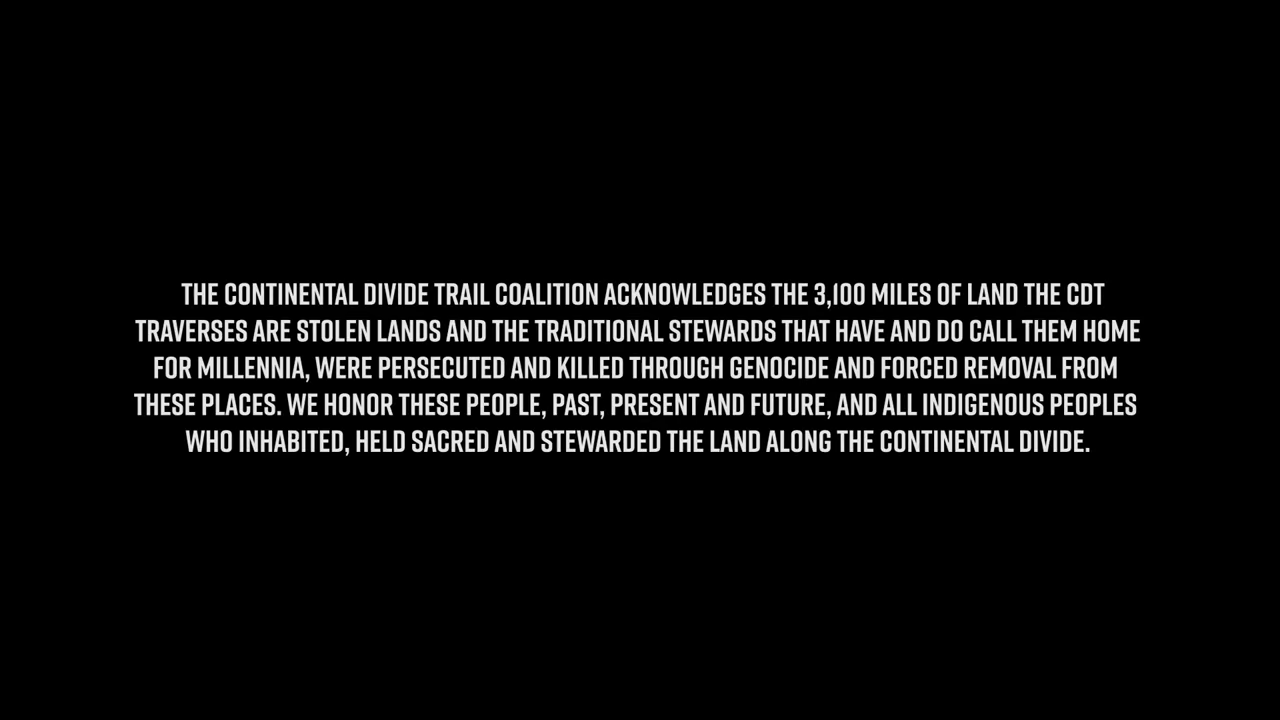 THE CONTINENTAL DIVIDE TRAIL COALITION ACKNOWLEDGES THE 3,100 MILES OF LAND THE CDT
TRAVERSES ARE STOLEN LANDS AND THE TRADITIONAL STEWARDS THAT HAVE AND DO CALL THEM HOME
FOR MILLENNIA, WERE PERSECUTED AND KILLED THROUGH GENOCIDE AND FORCED REMOVAL FROM
THESE PLACES. WE HONOR THESE PEOPLE, PAST, PRESENT AND FUTURE, AND ALL INDIGENOUS PEOPLES
WHO INHABITED, HELD SACRED AND STEWARDED THE LAND ALONG THE CONTINENTAL DIVIDE.